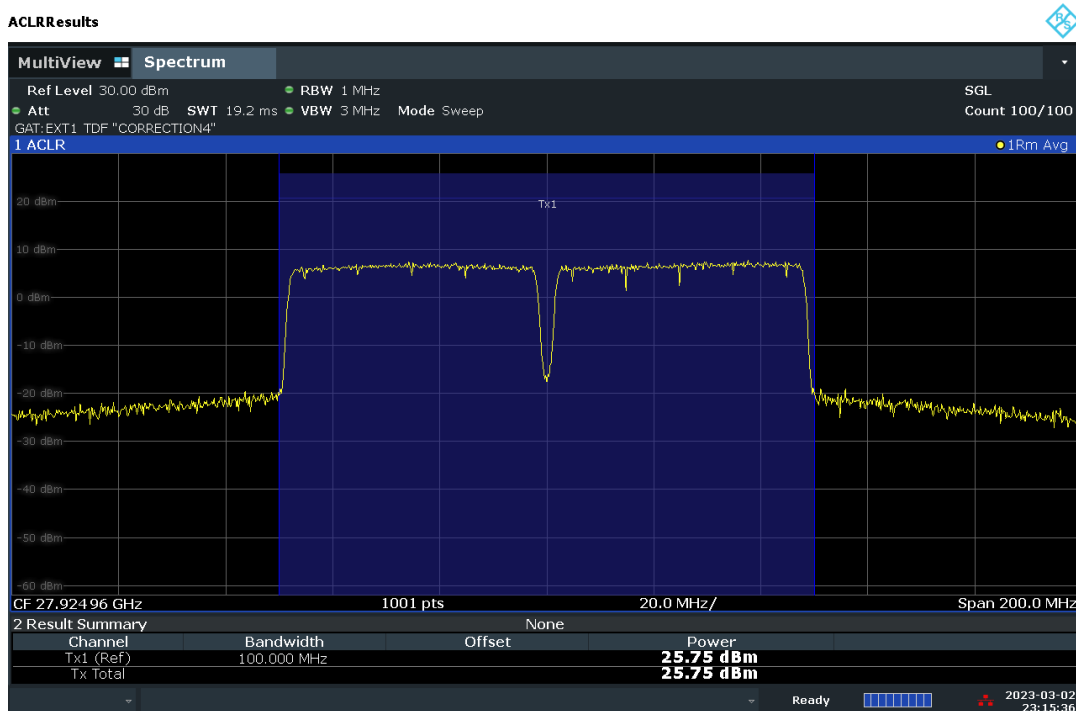 ACLRResults
R&S
MultiView Spectrum
Ref Level 30.00 dBm RBW 1 MHz SGL
Att 30 dB SWT 19.2 ms VBW 3 MHz Mode Sweep Count 100/100
GAT:EXT1 TDF "CORRECTION4"
1 ACLR 1Rm Avg
20 dBm
Tx1
10 dBm
0 dBm
-10 dBm
-20 dBm
-30 dBm
-40 dBm
-50 dBm
-60 dBm
CF 27.92496 GHz 1001 pts 20.0 MHz/ Span 200.0 MHz
2 Result Summary None
Channel Bandwidth Offset Power
Tx1 (Ref) 100.000 MHz 25.75 dBm
Tx Total 25.75 dBm
Ready 2023-03-02
23:15:36